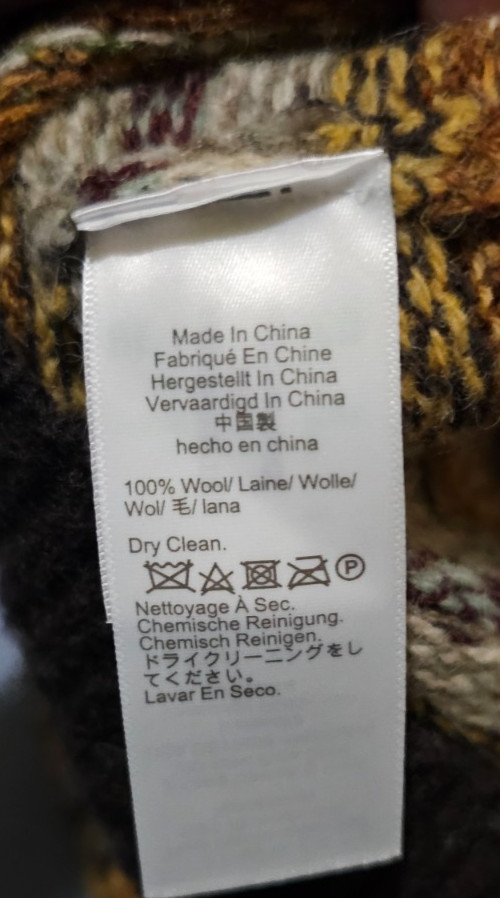 Made In China
Fabriqué En Chine
Hergestellt In China
Vervaardigd In China
中国製
hecho en china
100% Wool/ Laine/ Wolle/
Wol/ 毛/ lana
Dry Clean.
P
Nettoyage À Sec.
Chemische Reinigung.
Chemisch Reinigen.
ドライクリーニングをし
てください。
Lavar En Seco.